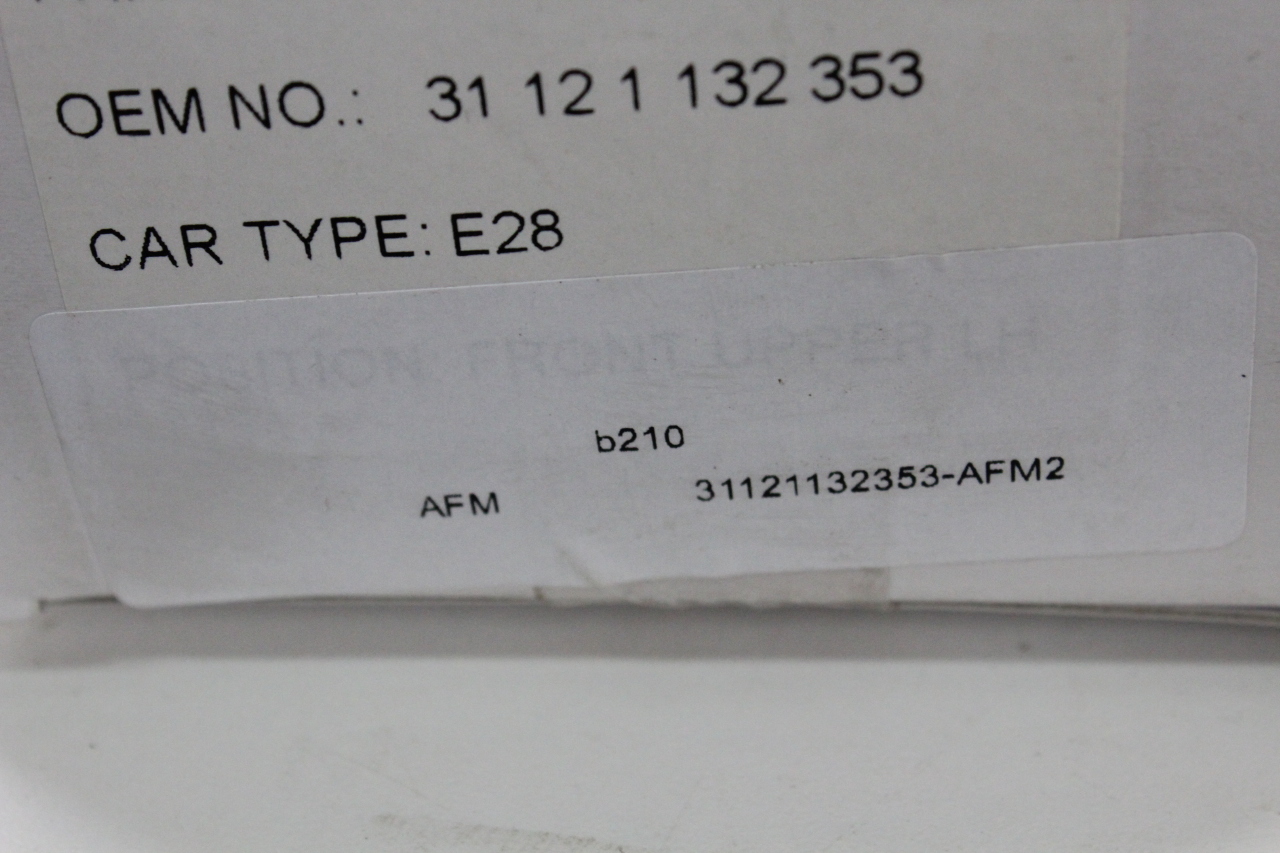 OEM NO.: 31 12 1 132 353
CAR TYPE: E28
POSITION: FRONT UPPER LH
b210
AFM 31121132353-AFM2